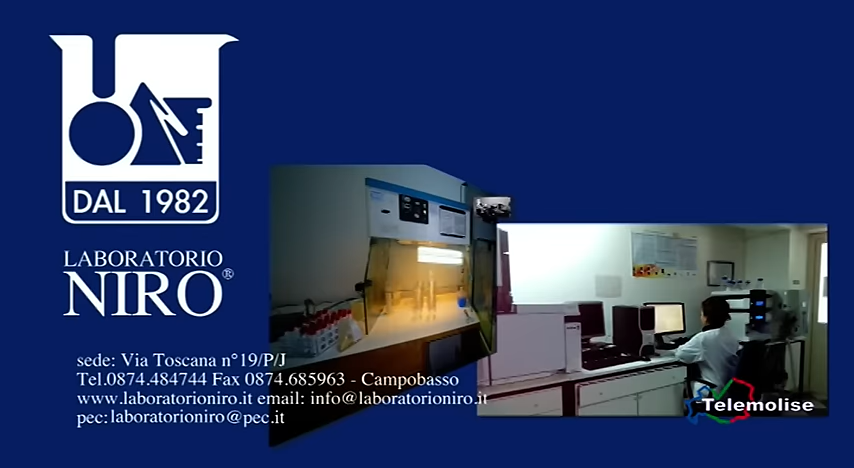 DAL 1982
LABORATORIO
NIRO®
sede: Via Toscana n°19/P/J
Tel.0874.484744 Fax 0874.685963 - Campobasso
www.laboratorioniro.it email: info@laboratorioniro.it
pec:laboratorioniro@pec.it
Telemolise